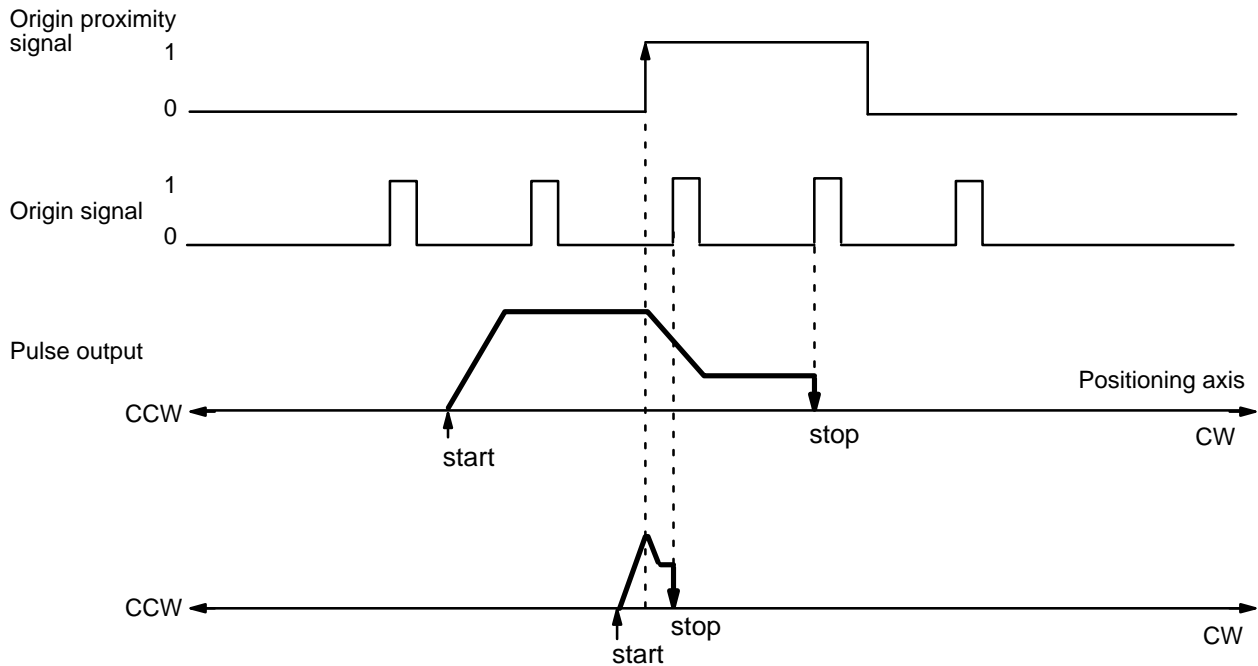 Origin proximity
signal
1
0
1
Origin signal
0
Pulse output
Positioning axis
CCW
CW
start
stop
CCW
CW
start
stop